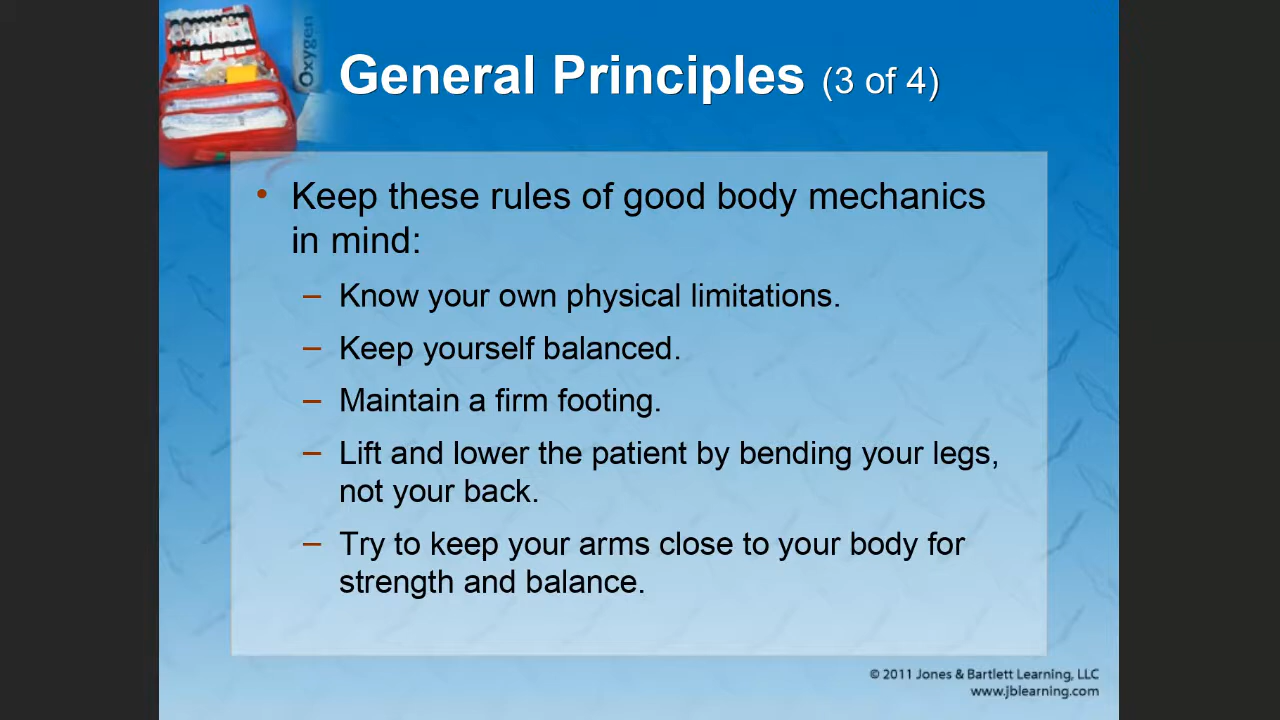 Oxygen
General Principles (3 of 4)
• Keep these rules of good body mechanics
in mind:
– Know your own physical limitations.
– Keep yourself balanced.
– Maintain a firm footing.
– Lift and lower the patient by bending your legs,
not your back.
– Try to keep your arms close to your body for
strength and balance.
© 2011 Jones & Bartlett Learning, LLC
www.jblearning.com